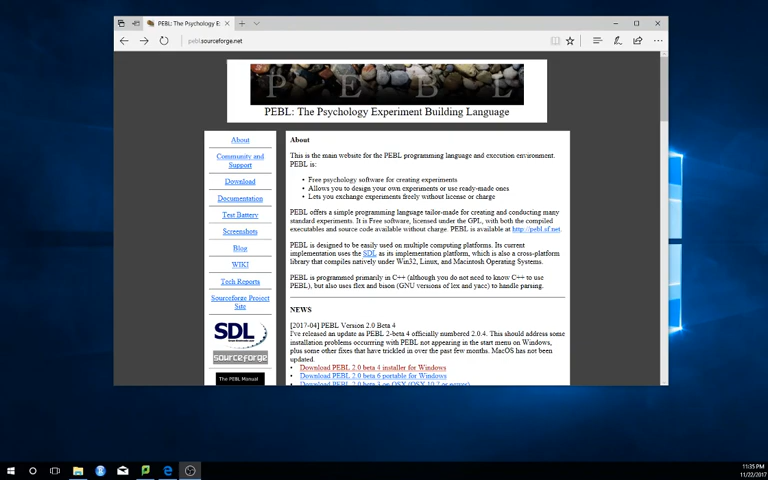 PEBL: The Psychology E
pebl.sourceforge.net
P E B L
PEBL: The Psychology Experiment Building Language
About
Community and
Support
Download
Documentation
Test Battery
Screenshots
Blog
WIKI
Tech Reports
Sourceforge Project
Site
SDL
sourceforge
The PEBL Manual
About
This is the main website for the PEBL programming language and execution environment.
PEBL is:
• Free psychology software for creating experiments
• Allows you to design your own experiments or use ready-made ones
• Lets you exchange experiments freely without license or charge
PEBL offers a simple programming language tailor-made for creating and conducting many
standard experiments. It is Free software, licensed under the GPL, with both the compiled
executables and source code available without charge. PEBL is available at http://pebl.sf.net.
PEBL is designed to be easily used on multiple computing platforms. Its current
implementation uses the SDL as its implementation platform, which is also a cross-platform
library that compiles natively under Win32, Linux, and Macintosh Operating Systems.
PEBL is programmed primarily in C++ (although you do not need to know C++ to use
PEBL), but also uses flex and bison (GNU versions of lex and yacc) to handle parsing.
NEWS
[2017-04] PEBL Version 2.0 Beta 4
I've released an update as PEBL 2-beta 4 officially numbered 2.0.4. This should address some
installation problems occurring with PEBL not appearing in the start menu on Windows,
plus some other fixes that have trickled in over the past few months. MacOS has not been
updated.
• Download PEBL 2.0 beta 4 installer for Windows
• Download PEBL 2.0 beta 6 portable for Windows
11:35 PM
11/22/2017